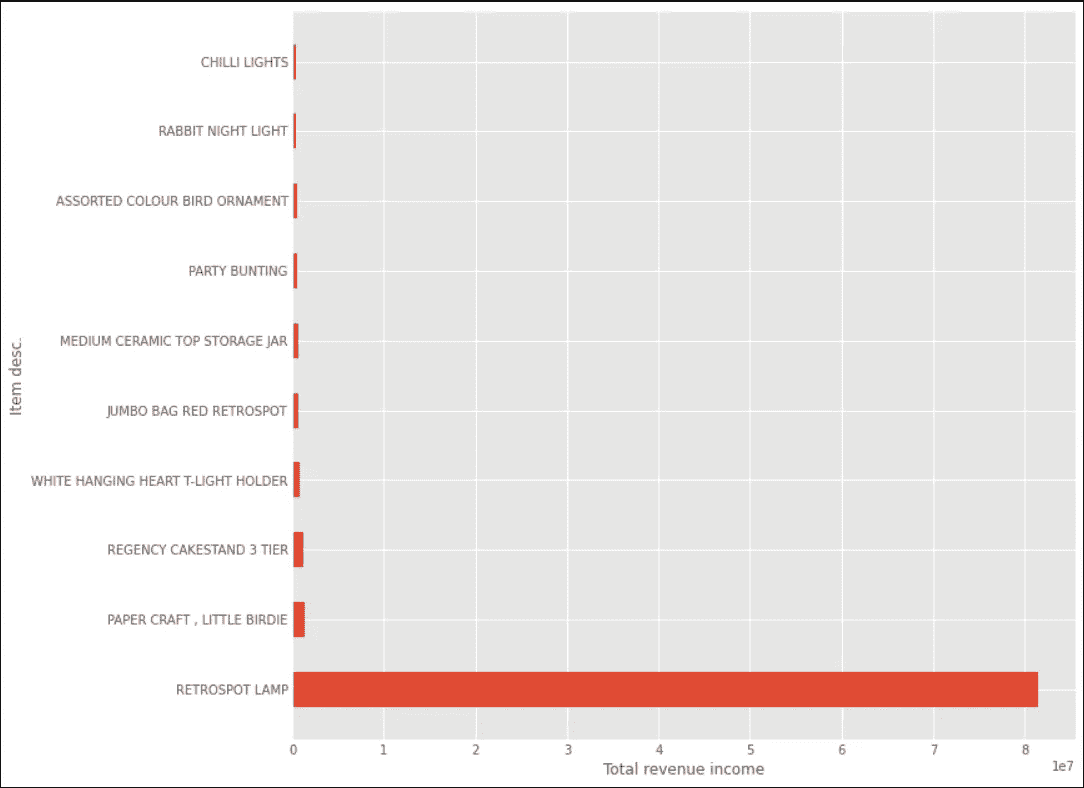 CHILLI LIGHTS
RABBIT NIGHT LIGHT
ASSORTED COLOUR BIRD ORNAMENT
PARTY BUNTING
MEDIUM CERAMIC TOP STORAGE JAR
JUMBO BAG RED RETROSPOT
WHITE HANGING HEART T-LIGHT HOLDER
REGENCY CAKESTAND 3 TIER
PAPER CRAFT , LITTLE BIRDIE
RETROSPOT LAMP
Item desc.
0 1 2 3 4 5 6 7 8
1e7
Total revenue income